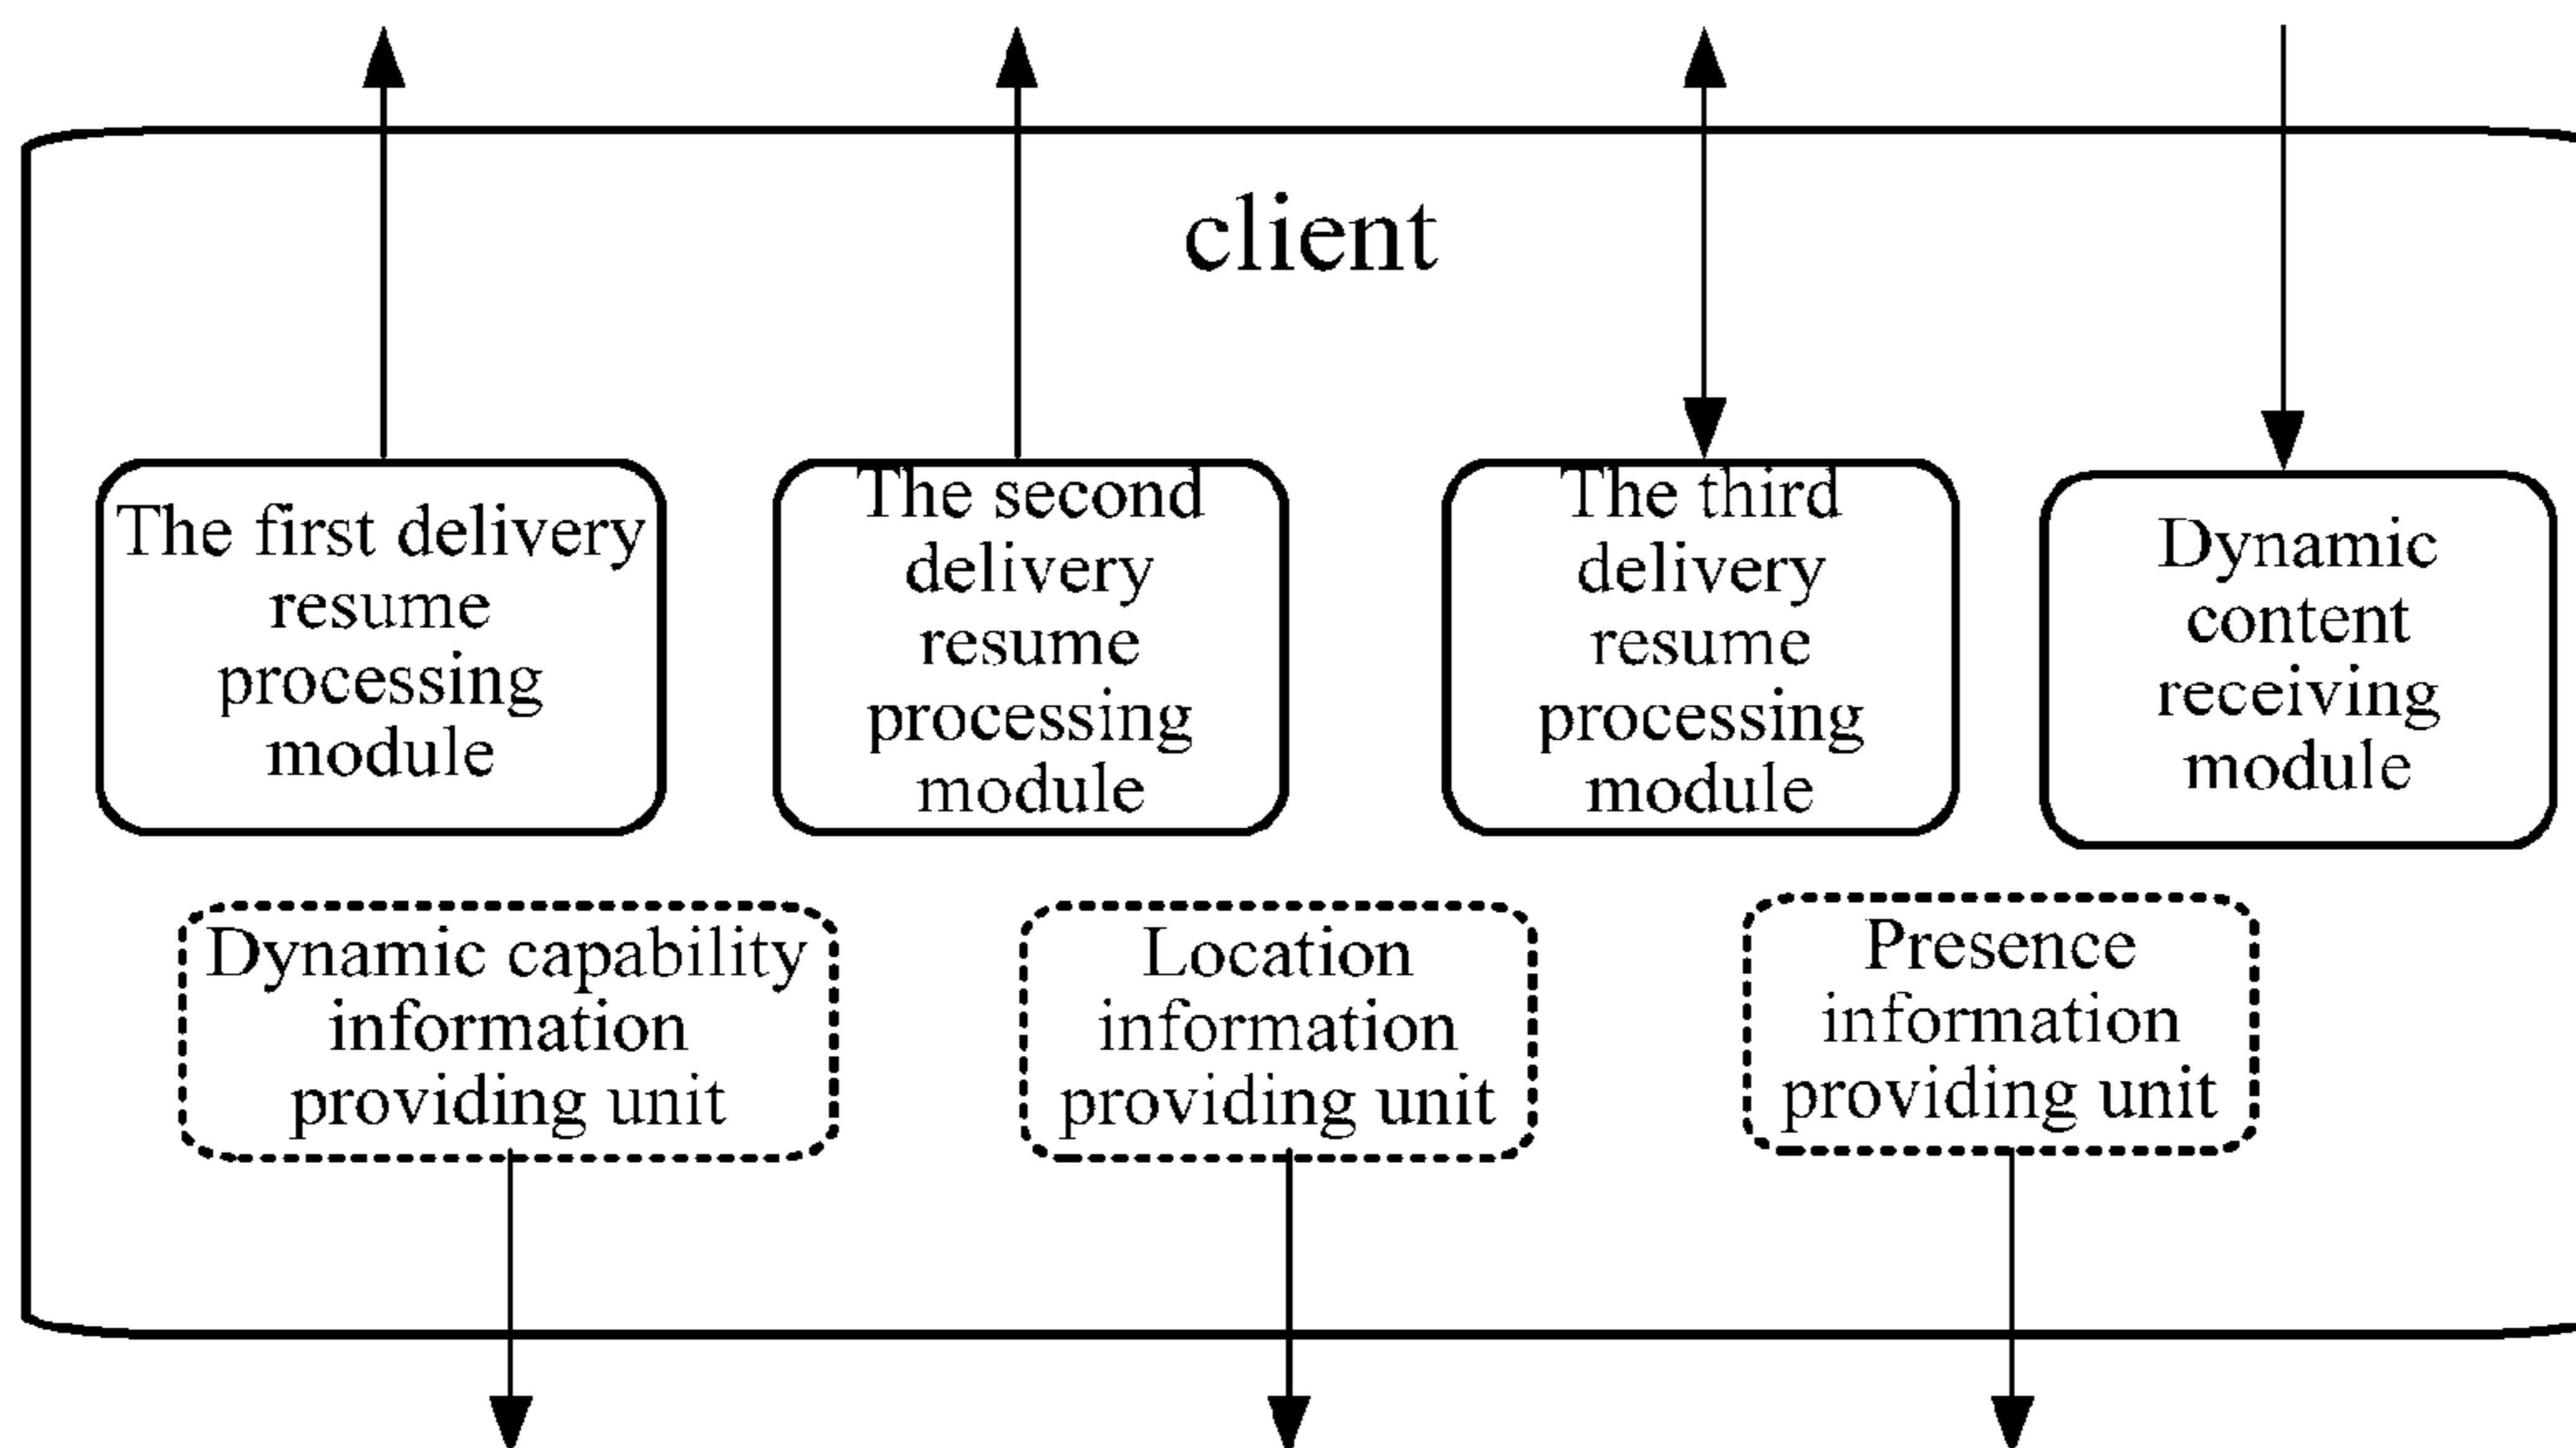 client
The first delivery
resume
processing
module
The second
delivery
resume
processing
module
The third
delivery
resume
processing
module
Dynamic
content
receiving
module
Dynamic capability
information
providing unit
Location
information
providing unit
Presence
information
providing unit